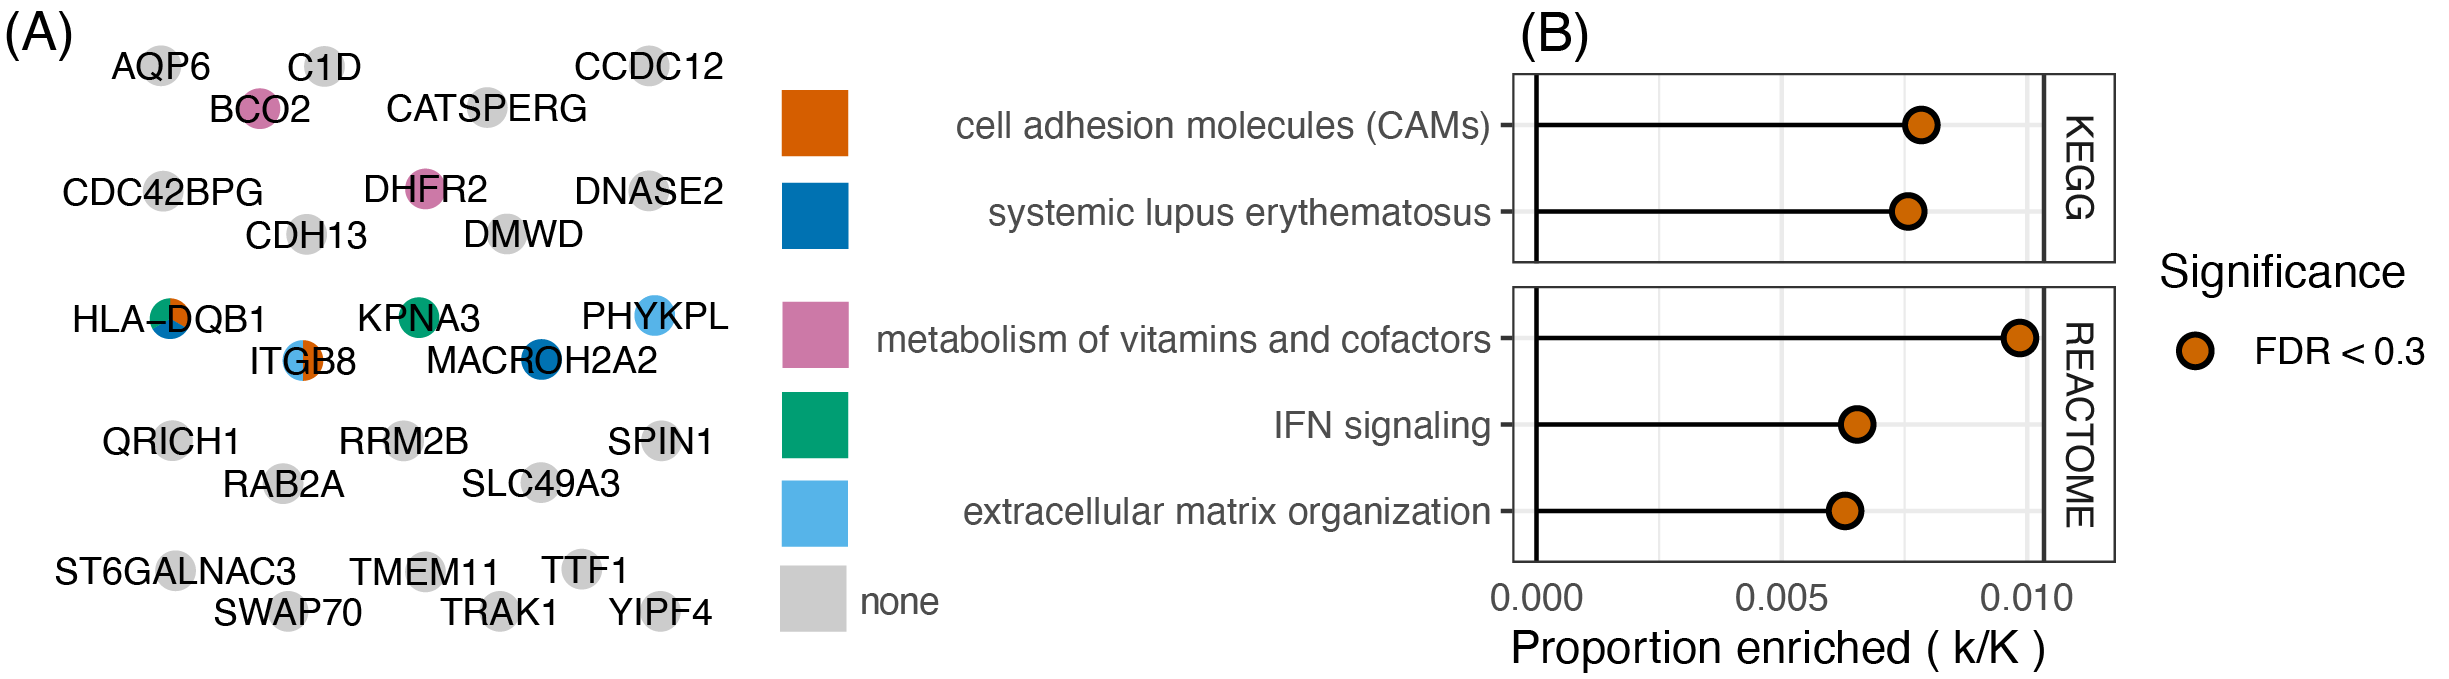 (A)
AQP6 C1D CCDC12
BCO2 CATSPERG
CDC42BPG DHFR2 DNASE2
CDH13 DMWD
HLA–DQB1 KPNA3 PHYKPL
ITGB8 MACROH2A2
QRICH1 RRM2B SPIN1
RAB2A SLC49A3
ST6GALNAC3 TMEM11 TTF1
SWAP70 TRAK1 YIPF4
none
(B)
cell adhesion molecules (CAMs)
systemic lupus erythematosus
KEGG
metabolism of vitamins and cofactors
IFN signaling
extracellular matrix organization
REACTOME
0.000 0.005 0.010
Proportion enriched ( k/K )
Significance
FDR < 0.3